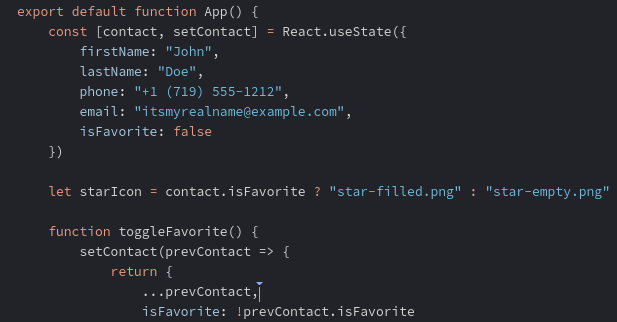 export default function App() {
const [contact, setContact] = React.useState({
firstName: "John",
lastName: "Doe",
phone: "+1 (719) 555-1212",
email: "itsmyrealname@example.com",
isFavorite: false
})
let starIcon = contact.isFavorite ? "star-filled.png" : "star-empty.png"
function toggleFavorite() {
setContact(prevContact => {
return {
...prevContact,
isFavorite: !prevContact.isFavorite